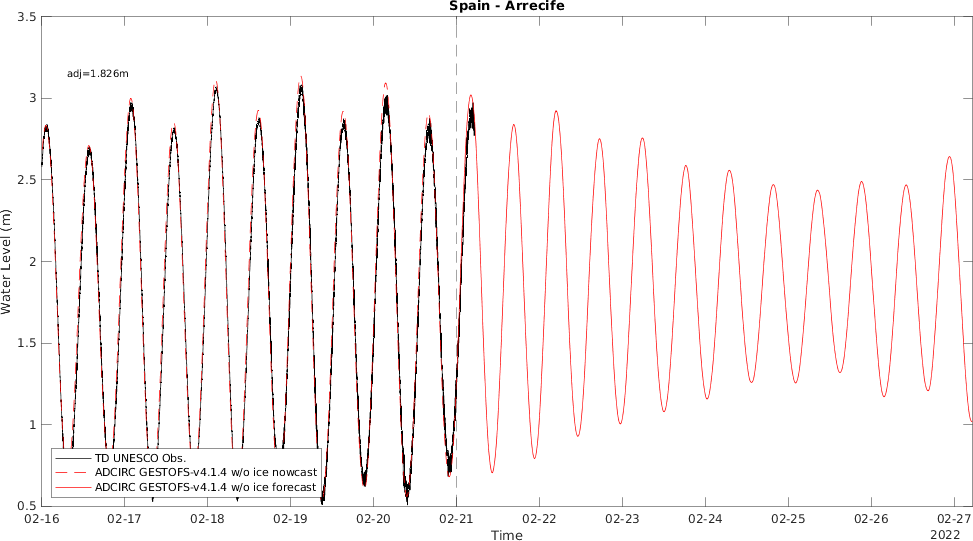 Spain - Arrecife
adj=1.826m
3.5
3
2.5
2
1.5
1
0.5
Water Level (m)
TD UNESCO Obs.
ADCIRC GESTOFS-v4.1.4 w/o ice nowcast
ADCIRC GESTOFS-v4.1.4 w/o ice forecast
02-16 02-17 02-18 02-19 02-20 02-21 02-22 02-23 02-24 02-25 02-26 02-27
Time
2022